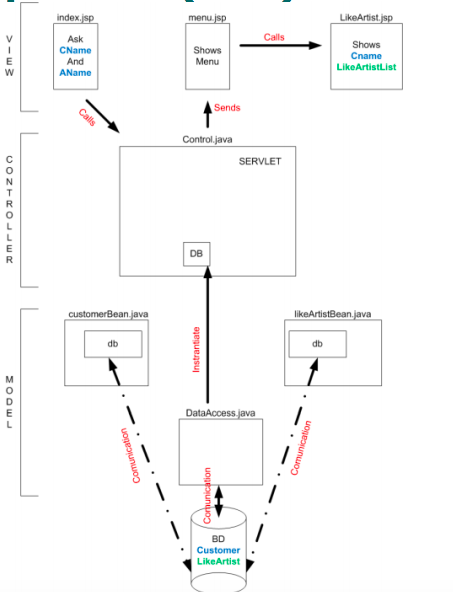 index.jsp
menu.jsp
LikeArtist.jsp
VIEW
Ask
CName
And
AName
Shows
Menu
Calls
Shows
Cname
LikeArtistList
Calls
Sends
CONTROLLER
Control.java
SERVLET
DB
MODEL
customerBean.java
likeArtistBean.java
db
db
Instrantiate
DataAccess.java
Comunication
Comunication
Comunication
BD
Customer
LikeArtist